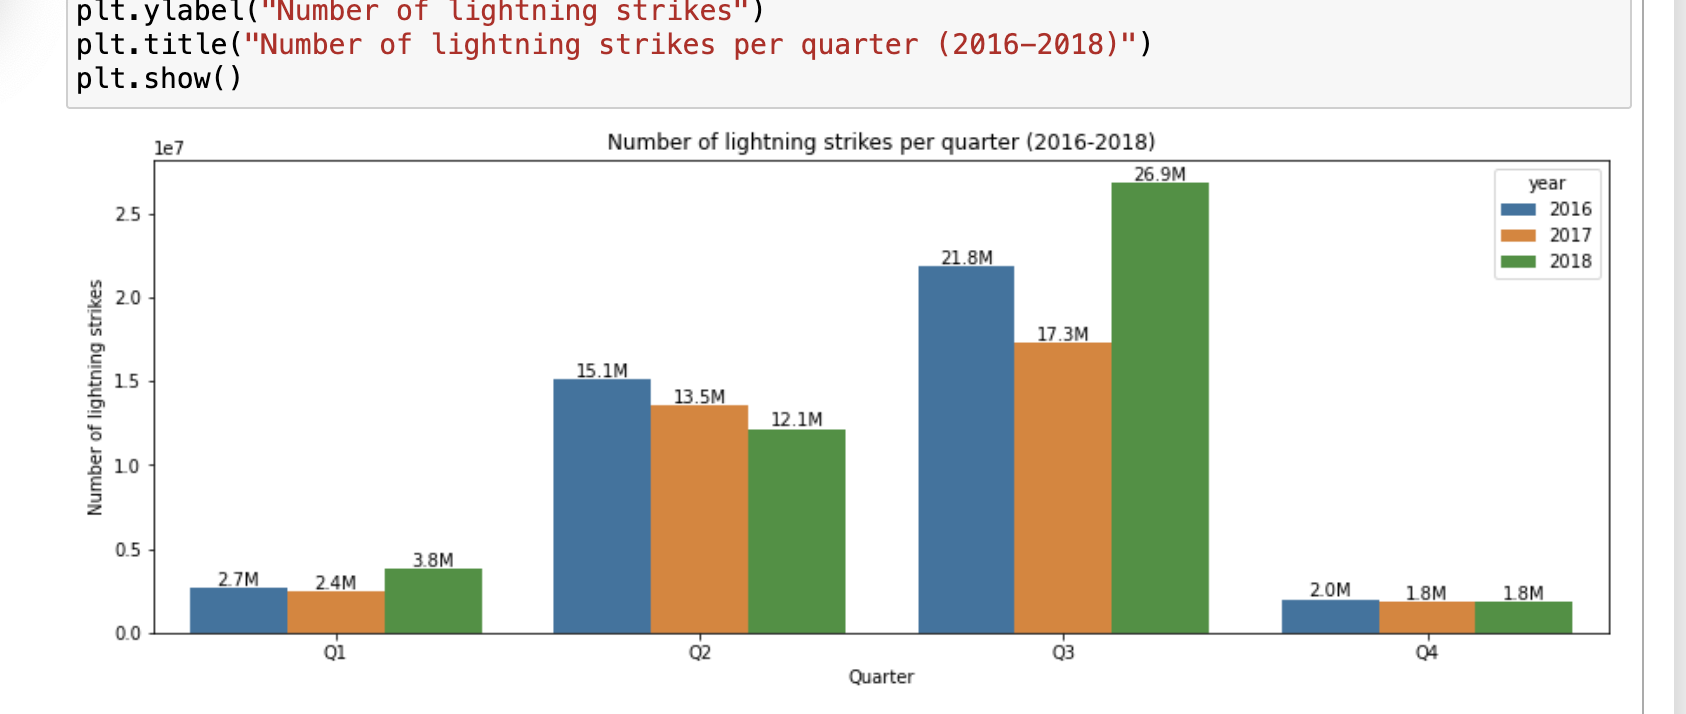 plt.ylabel("Number of lightning strikes")
plt.title("Number of lightning strikes per quarter (2016-2018)")
plt.show()
Number of lightning strikes per quarter (2016-2018)
1e7
26.9M
year
2016
2017
2018
21.8M
17.3M
15.1M
13.5M
12.1M
3.8M
2.7M
2.4M
2.0M
1.8M
1.8M
2.5
2.0
1.5
1.0
0.5
0.0
Number of lightning strikes
Q1
Q2
Q3
Q4
Quarter